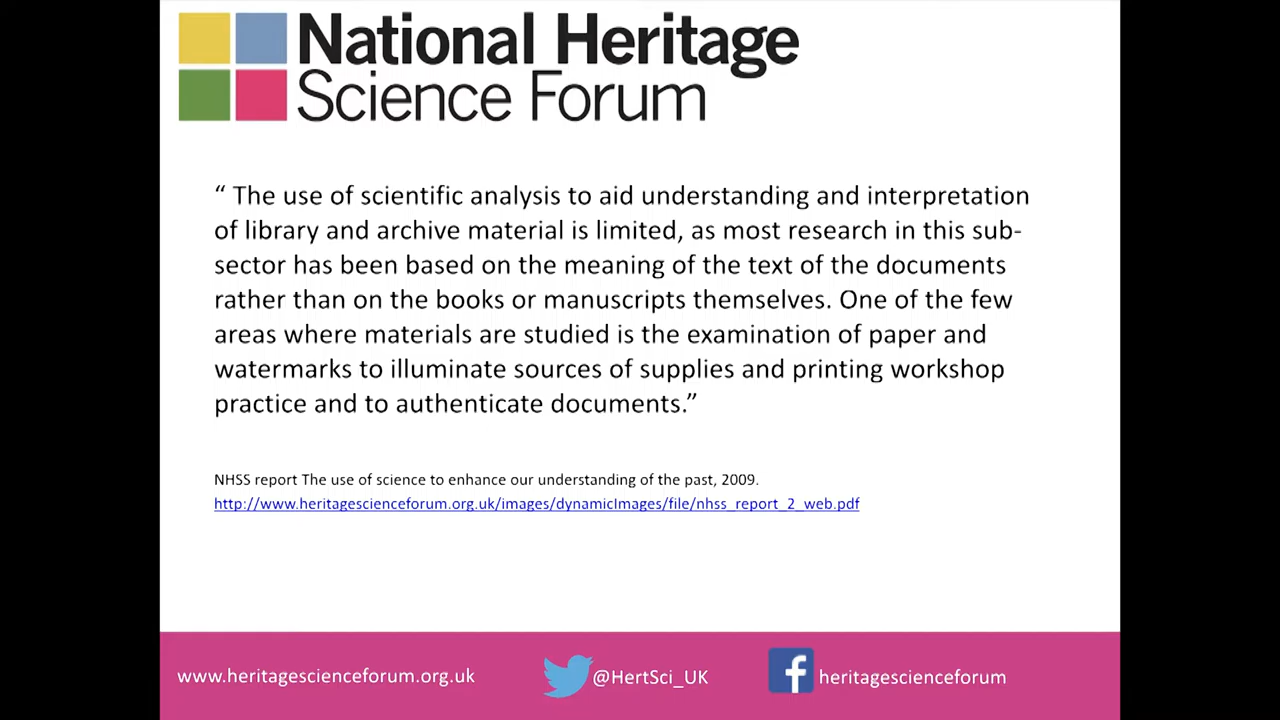 National Heritage
Science Forum
“ The use of scientific analysis to aid understanding and interpretation
of library and archive material is limited, as most research in this sub-
sector has been based on the meaning of the text of the documents
rather than on the books or manuscripts themselves. One of the few
areas where materials are studied is the examination of paper and
watermarks to illuminate sources of supplies and printing workshop
practice and to authenticate documents.”
NHSS report The use of science to enhance our understanding of the past, 2009.
http://www.heritagescienceforum.org.uk/images/dynamicImages/file/nhss_report_2_web.pdf
www.heritagescienceforum.org.uk @HertSci_UK heritagescienceforum